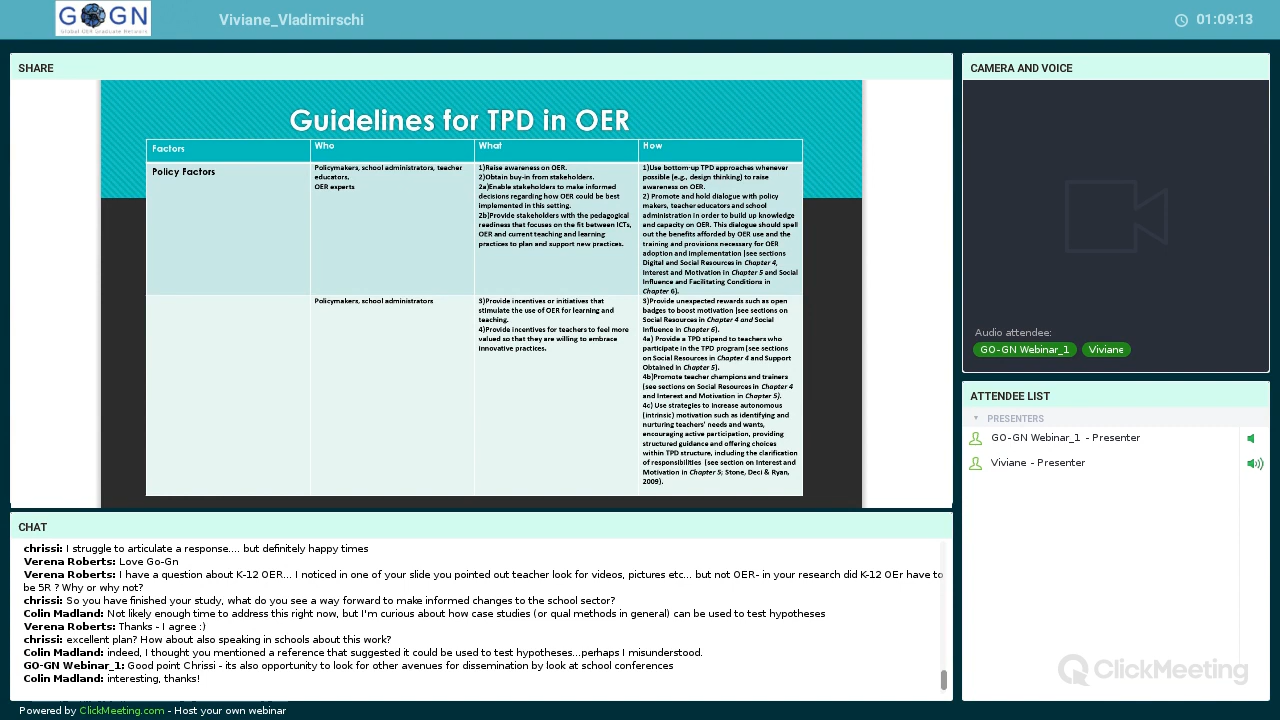 GOGN
Global OER Graduate Network
Viviane_Vladimirschi
01:09:13
SHARE
Guidelines for TPD in OER
Factors
Who
What
How
Policy Factors
Policymakers, school administrators, teacher
educators,
OER experts
1)Raise awareness on OER.
2)Obtain buy-in from stakeholders.
2a)Enable stakeholders to make informed
decisions regarding how OER could be best
implemented in this setting.
2b)Provide stakeholders with the pedagogical
readiness that focuses on the fit between ICTs,
OER and current teaching and learning
practices to plan and support new practices.
1)Use bottom-up TPD approaches whenever
possible (e.g., design thinking) to raise
awareness on OER.
2) Promote and hold dialogue with policy
makers, teacher educators and school
administration in order to build up knowledge
and capacity on OER. This dialogue should spell
out the benefits afforded by OER use and the
training and provisions necessary for OER
adoption and implementation (see sections
Digital and Social Resources in Chapter 4,
Interest and Motivation in Chapter 5 and Social
Influence and Facilitating Conditions in
Chapter 6).
Policymakers, school administrators
3)Provide incentives or initiatives that
stimulate the use of OER for learning and
teaching.
4)Provide incentives for teachers to feel more
valued so that they are willing to embrace
innovative practices.
3)Provide unexpected rewards such as open
badges to boost motivation (see sections on
Social Resources in Chapter 4 and Social
Influence in Chapter 6).
4a) Provide a TPD stipend to teachers who
participate in the TPD program(see sections
on Social Resources in Chapter 4 and Support
Obtained in Chapter 5).
4b)Promote teacher champions and trainers
(see sections on Social Resources in Chapter 4
and Interest and Motivation in Chapter 5).
4c) Use strategies to increase autonomous
(intrinsic) motivation such as identifying and
nurturing teachers' needs and wants,
encouraging active participation, providing
structured guidance and offering choices
within TPD structure, including the clarification
of responsibilities (see section on Interest and
Motivation in Chapter 5; Stone, Deci & Ryan,
2009).
CAMERA AND VOICE
Audio attendee:
GO-GN Webinar_1 Viviane
ATTENDEE LIST
PRESENTERS
GO-GN Webinar_1 - Presenter
Viviane - Presenter
ClickMeeting
CHAT
chrissi: I struggle to articulate a response.... but definitely happy times
Verena Roberts: Love Go-Gn
Verena Roberts: I have a question about K-12 OER... I noticed in one of your slide you pointed out teacher look for videos, pictures etc... but not OER- in your research did K-12 OEr have to
be 5R ? Why or why not?
chrissi: So you have finished your study, what do you see a way forward to make informed changes to the school sector?
Colin Madland: Not likely enough time to address this right now, but I'm curious about how case studies (or qual methods in general) can be used to test hypotheses
Verena Roberts: Thanks - I agree :)
chrissi: excellent plan? How about also speaking in schools about this work?
Colin Madland: indeed, I thought you mentioned a reference that suggested it could be used to test hypotheses...perhaps I misunderstood.
GO-GN Webinar_1: Good point Chrissi - its also opportunity to look for other avenues for dissemination by look at school conferences
Colin Madland: interesting, thanks!
Powered by ClickMeeting.com - Host your own webinar